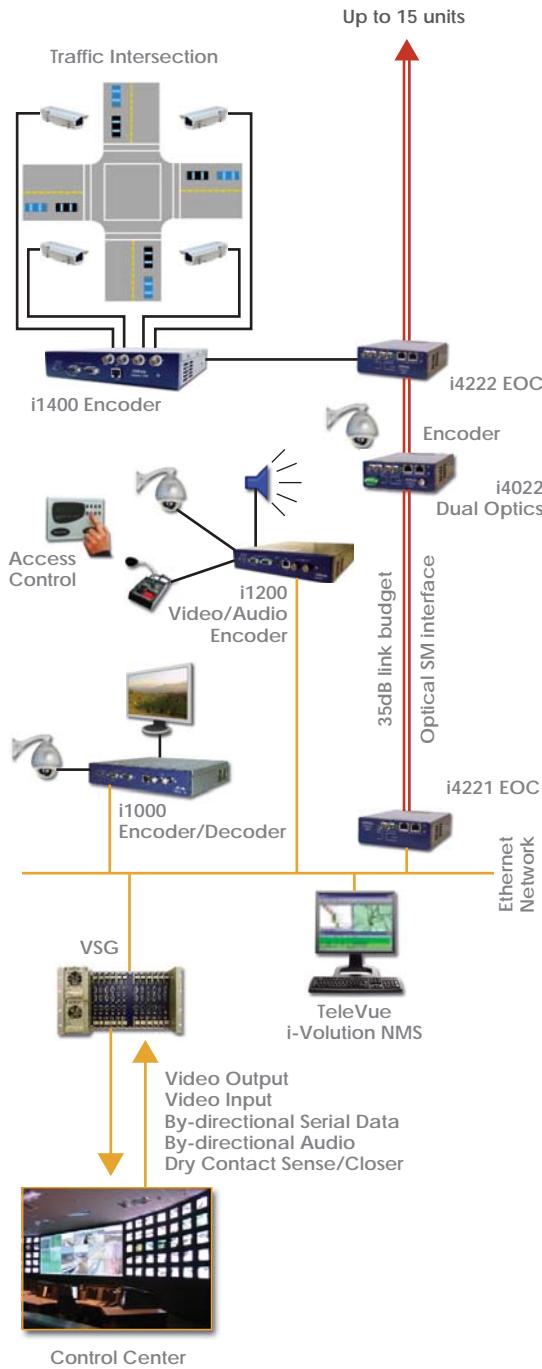 Up to 15 units
Traffic Intersection
i1400 Encoder
i4222 EOC
Encoder
i4022
Dual Optics
Access
Control
i1200
Video/Audio
Encoder
35dB link budget
Optical SM interface
i1000
Encoder/Decoder
i4221 EOC
Ethernet
Network
VSG
TeleVue
i-Volution NMS
Video Output
Video Input
By-directional Serial Data
By-directional Audio
Dry Contact Sense/Closer
Control Center